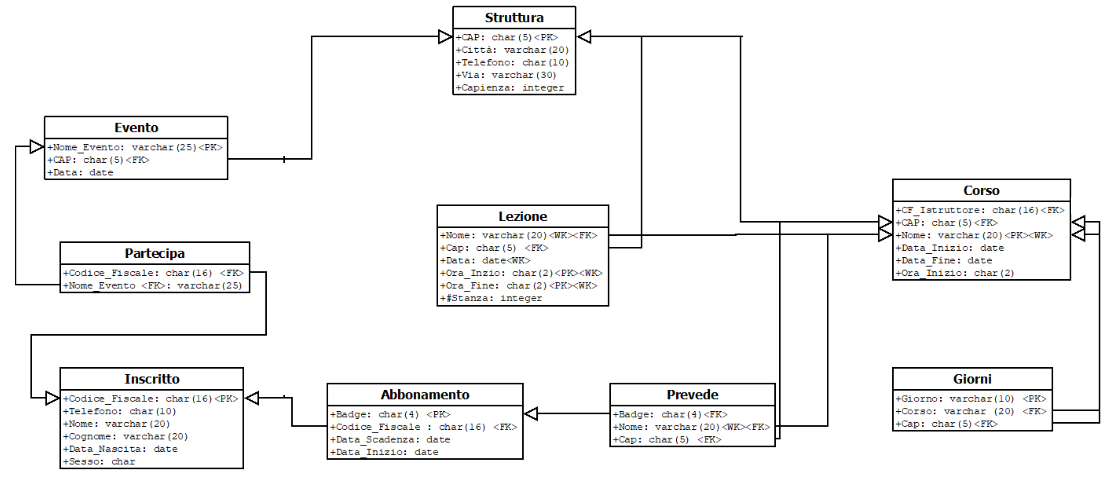 Struttura
+CAP: char(5)<PK>
+Città: varchar(20)
+Telefono: char(10)
+Via: varchar(30)
+Capienza: integer
Evento
+Nome_Evento: varchar(25)<PK>
+CAP: char(5)<FK>
+Data: date
Corso
+CF_Istruttore: char(16)<FK>
+CAP: char(5)<FK>
+Nome: varchar(20)<PK><WK>
+Data_Inizio: date
+Data_Fine: date
+Ora_Inizio: char(2)
Lezione
+Nome: varchar(20)<WK><FK>
+Cap: char(5) <FK>
+Data: date<WK>
+Ora_Inzio: char(2)<PK><WK>
+Ora_Fine: char(2)<PK><WK>
+#Stanza: integer
Partecipa
+Codice_Fiscale: char(16) <FK>
+Nome_Evento <FK>: varchar(25)
Inscritto
+Codice_Fiscale: char(16)<PK>
+Telefono: char(10)
+Nome: varchar(20)
+Cognome: varchar(20)
+Data_Nascita: date
+Sesso: char
Abbonamento
+Badge: char(4) <PK>
+Codice_Fiscale : char(16) <FK>
+Data_Scadenza: date
+Data_Inizio: date
Prevede
+Badge: char(4)<FK>
+Nome: varchar(20)<WK><FK>
+Cap: char(5) <FK>
Giorni
+Giorno: varchar(10) <PK>
+Corso: varchar (20) <FK>
+Cap: char(5)<FK>